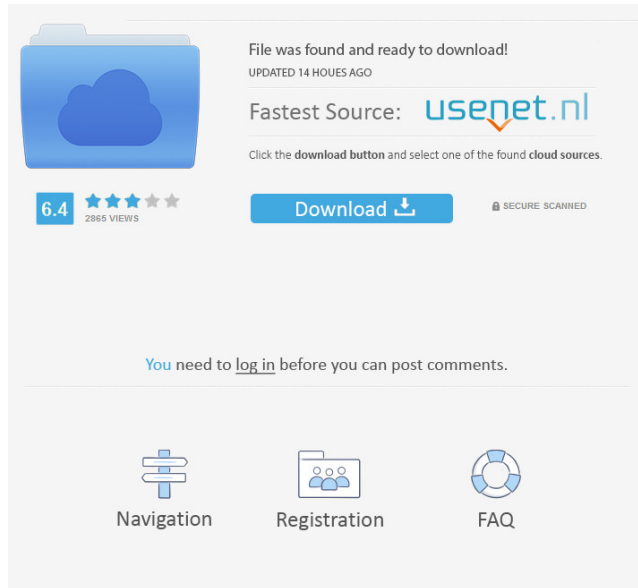 File was found and ready to download!
UPDATED 14 HOUES AGO
Fastest Source: usenet.nl
Click the download button and select one of the found cloud sources.
6.4
2865 VIEWS
Download
SECURE SCANNED
You need to log in before you can post comments.
Navigation
Registration
FAQ